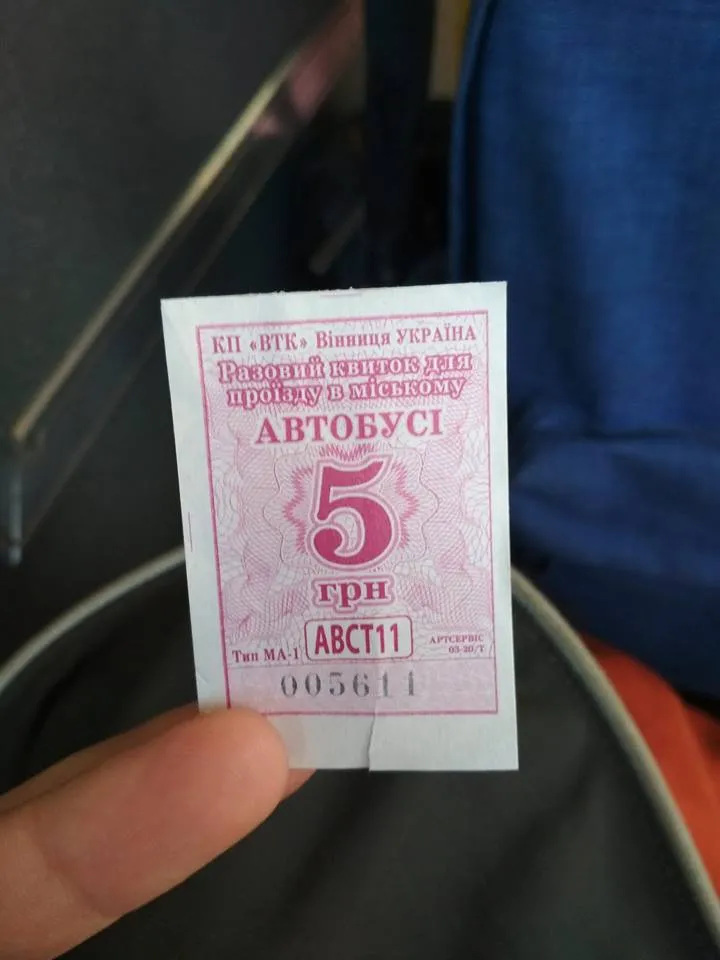 КП «ВТК» Вінниця УКРАЇНА
Разовий квиток для
проїзду в міському
АВТОБУСІ
5
грн
Тип МА-1 АВСТ11 АРТСЕРВІС
03-20/Т
005611